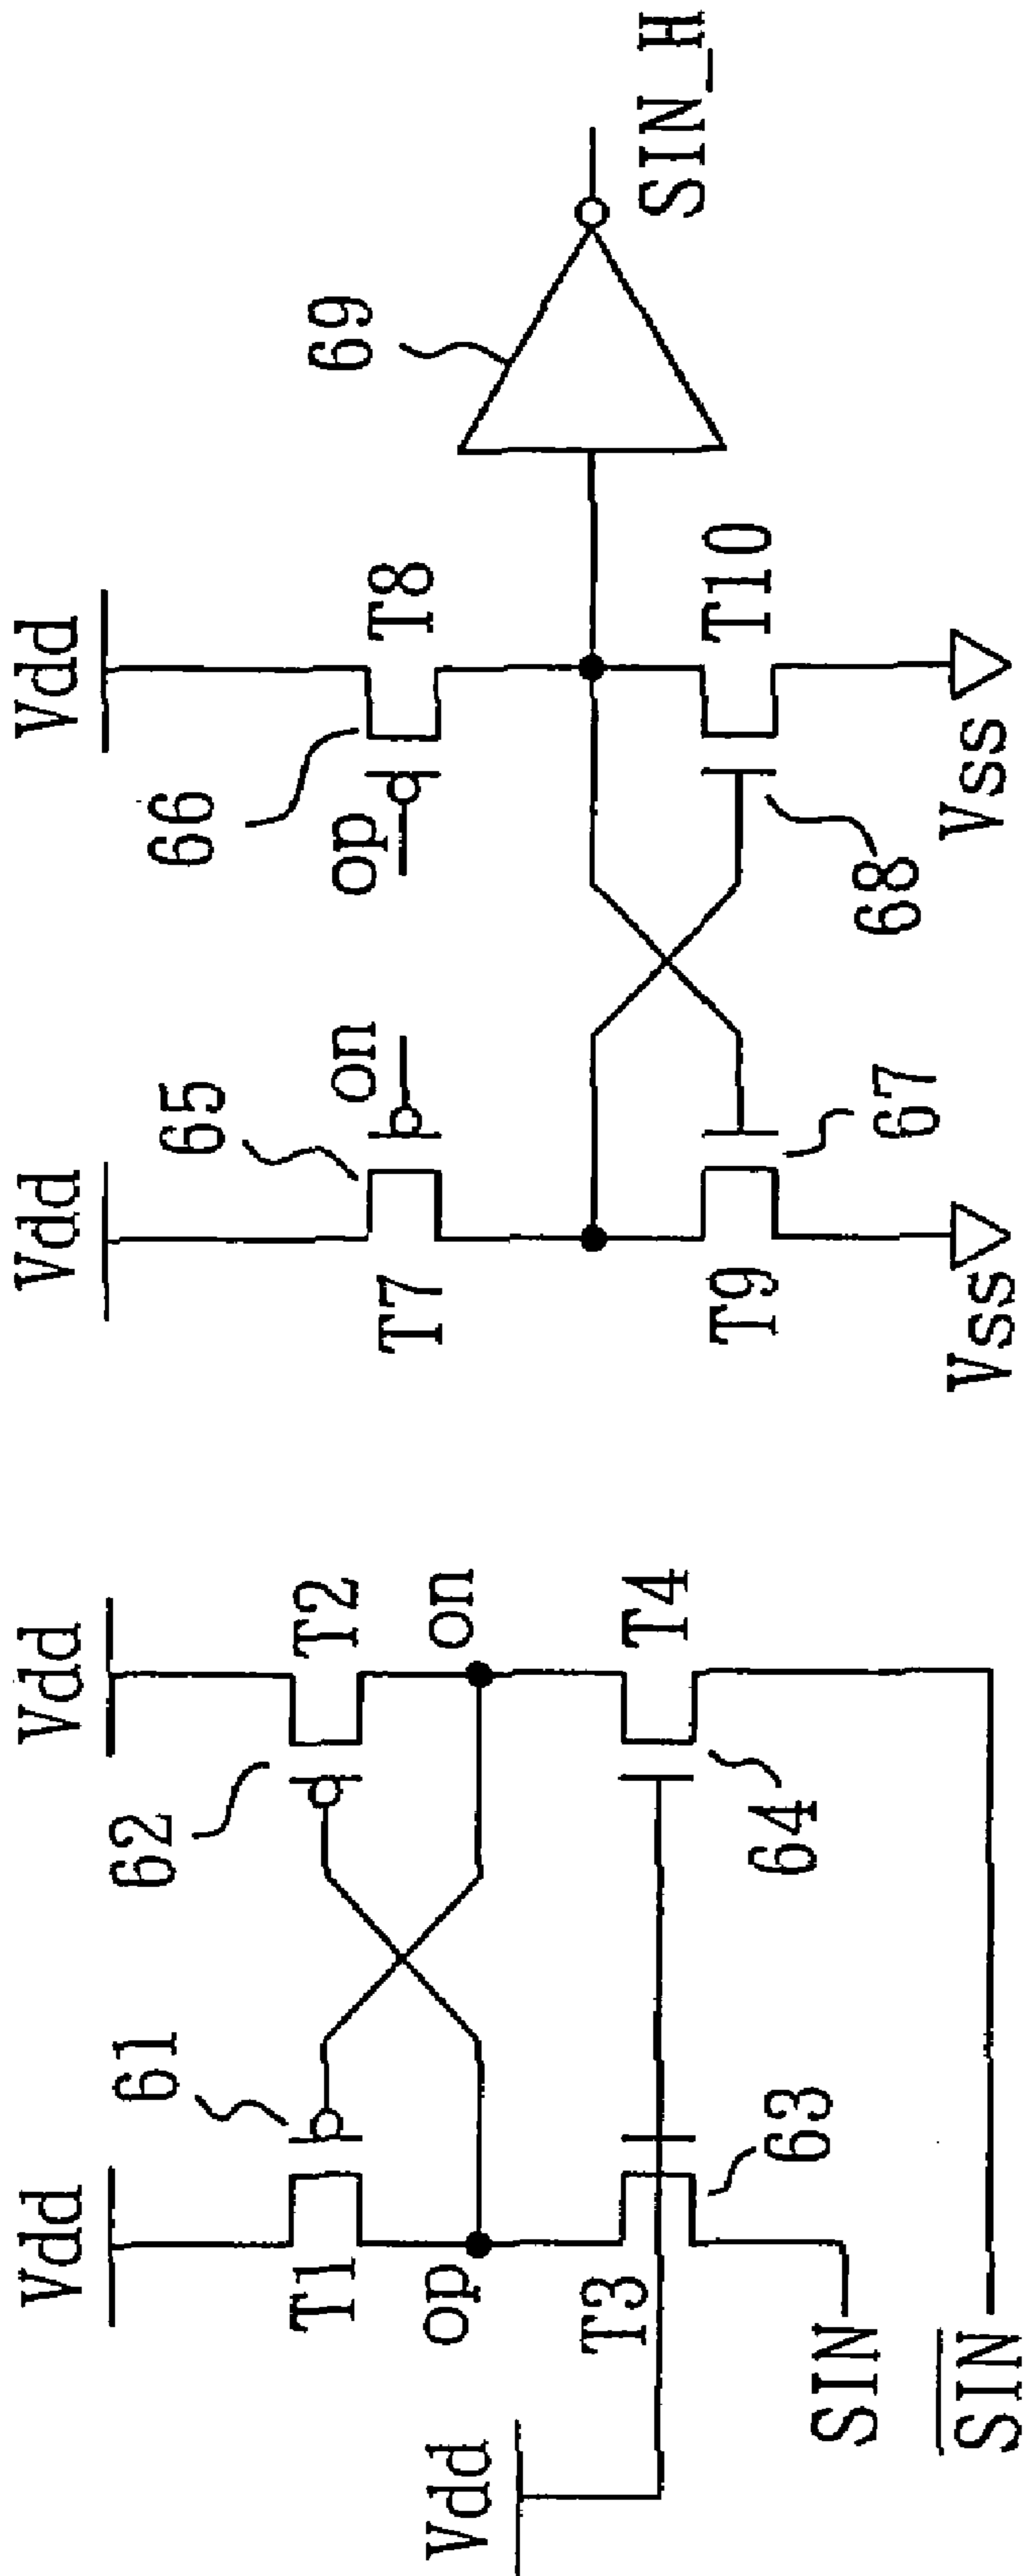 Vdd
Vdd
Vdd
Vdd
61
62
65
66
T1
T2
on
op
T7
T8
69
op
on
Vdd
T3
T4
T9
T10
SIN_H
63
64
67
68
SIN
S̅I̅N̅
Vss
Vss